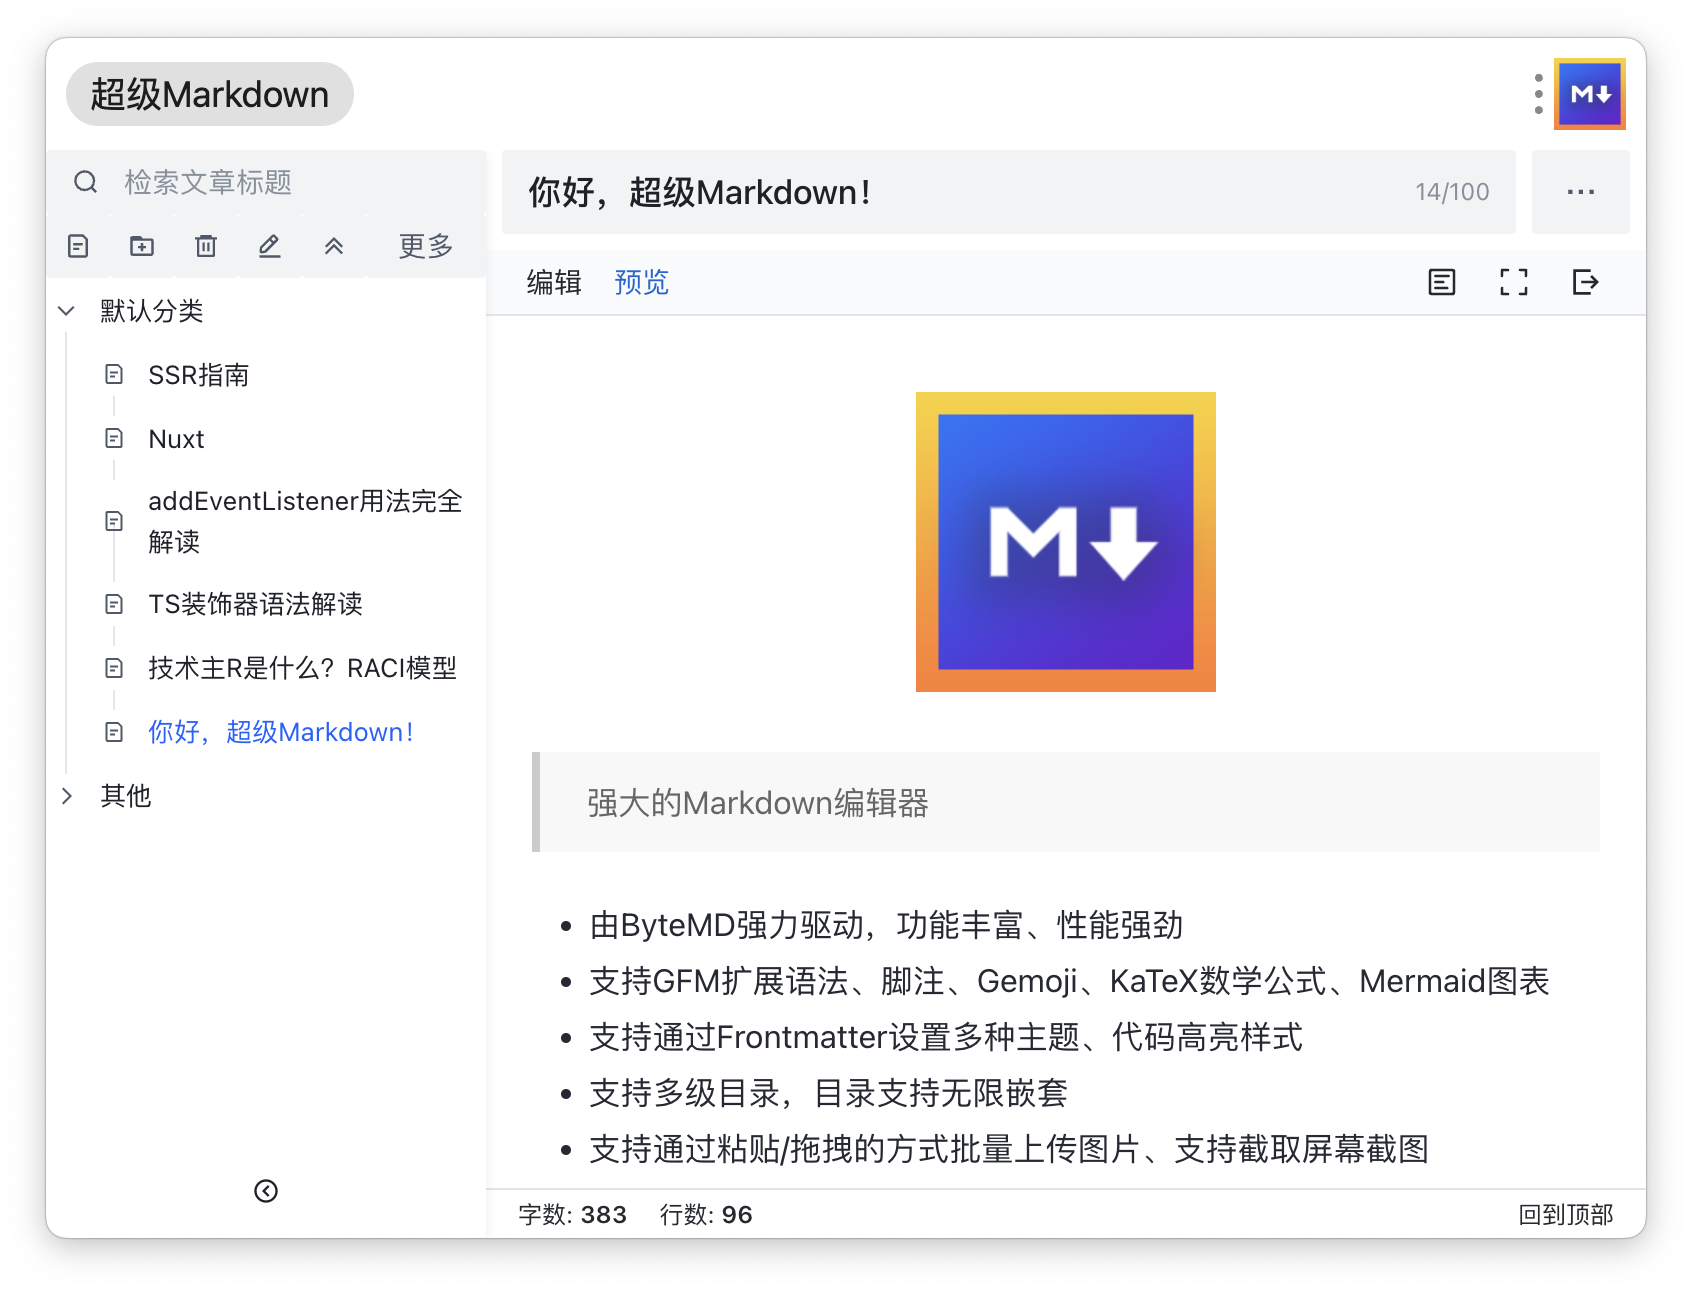 超级Markdown
M
检索文章标题
更多
默认分类
SSR指南
Nuxt
addEventListener用法完全
解读
TS装饰器语法解读
技术主R是什么？RACI模型
你好，超级Markdown！
其他
你好，超级Markdown！
14/100
...
编辑 预览
M
强大的Markdown编辑器
• 由ByteMD强力驱动，功能丰富、性能强劲
• 支持GFM扩展语法、脚注、Gemoji、KaTeX数学公式、Mermaid图表
• 支持通过Frontmatter设置多种主题、代码高亮样式
• 支持多级目录，目录支持无限嵌套
• 支持通过粘贴/拖拽的方式批量上传图片、支持截取屏幕截图
字数: 383 行数: 96
回到顶部